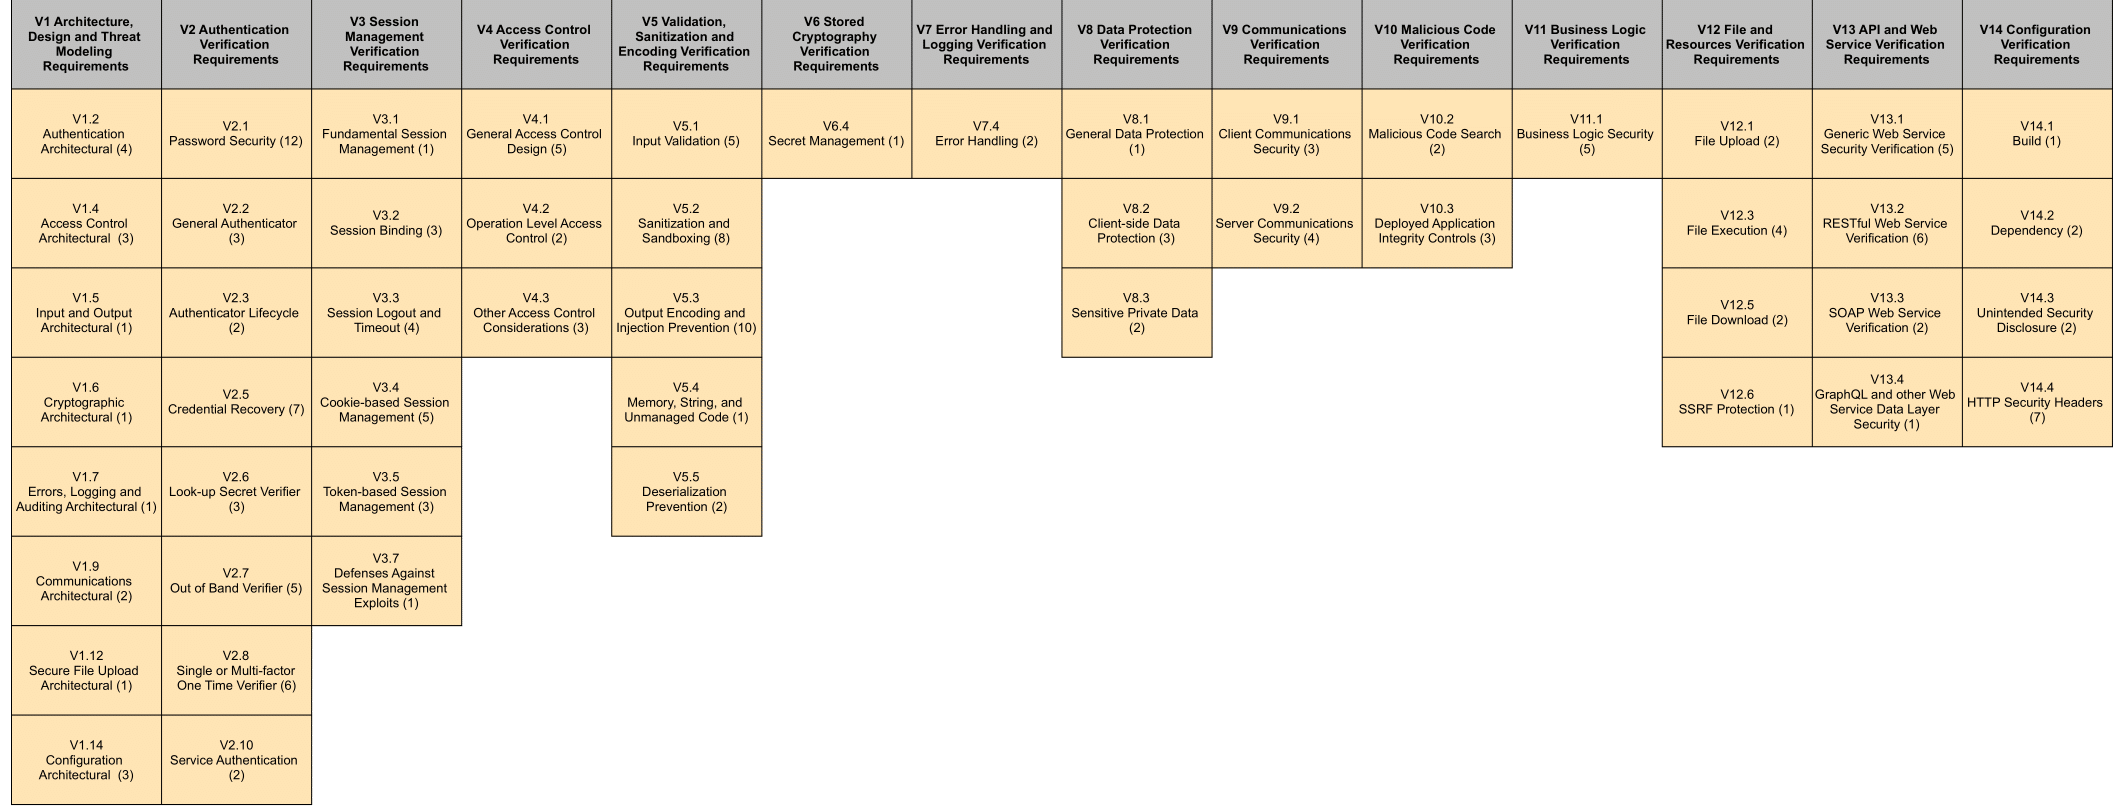 V1 Architecture,
Design and Threat
Modeling
Requirements
V2 Authentication
Verification
Requirements
V3 Session
Management
Verification
Requirements
V4 Access Control
Verification
Requirements
V5 Validation,
Sanitization and
Encoding Verification
Requirements
V6 Stored
Cryptography
Verification
Requirements
V7 Error Handling and
Logging Verification
Requirements
V8 Data Protection
Verification
Requirements
V9 Communications
Verification
Requirements
V10 Malicious Code
Verification
Requirements
V11 Business Logic
Verification
Requirements
V12 File and
Resources Verification
Requirements
V13 API and Web
Service Verification
Requirements
V14 Configuration
Verification
Requirements
V1.2
Authentication
Architectural (4)
V2.1
Password Security (12)
V3.1
Fundamental Session
Management (1)
V4.1
General Access Control
Design (5)
V5.1
Input Validation (5)
V6.4
Secret Management (1)
V7.4
Error Handling (2)
V8.1
General Data Protection
(1)
V9.1
Client Communications
Security (3)
V10.2
Malicious Code Search
(2)
V11.1
Business Logic Security
(5)
V12.1
File Upload (2)
V13.1
Generic Web Service
Security Verification (5)
V14.1
Build (1)
V1.4
Access Control
Architectural (3)
V2.2
General Authenticator
(3)
V3.2
Session Binding (3)
V4.2
Operation Level Access
Control (2)
V5.2
Sanitization and
Sandboxing (8)
V8.2
Client-side Data
Protection (3)
V9.2
Server Communications
Security (4)
V10.3
Deployed Application
Integrity Controls (3)
V12.3
File Execution (4)
V13.2
RESTful Web Service
Verification (6)
V14.2
Dependency (2)
V1.5
Input and Output
Architectural (1)
V2.3
Authenticator Lifecycle
(2)
V3.3
Session Logout and
Timeout (4)
V4.3
Other Access Control
Considerations (3)
V5.3
Output Encoding and
Injection Prevention (10)
V8.3
Sensitive Private Data
(2)
V12.5
File Download (2)
V13.3
SOAP Web Service
Verification (2)
V14.3
Unintended Security
Disclosure (2)
V1.6
Cryptographic
Architectural (1)
V2.5
Credential Recovery (7)
V3.4
Cookie-based Session
Management (5)
V5.4
Memory, String, and
Unmanaged Code (1)
V12.6
SSRF Protection (1)
V13.4
GraphQL and other Web
Service Data Layer
Security (1)
V14.4
HTTP Security Headers
(7)
V1.7
Errors, Logging and
Auditing Architectural (1)
V2.6
Look-up Secret Verifier
(3)
V3.5
Token-based Session
Management (3)
V5.5
Deserialization
Prevention (2)
V1.9
Communications
Architectural (2)
V2.7
Out of Band Verifier (5)
V3.7
Defenses Against
Session Management
Exploits (1)
V1.12
Secure File Upload
Architectural (1)
V2.8
Single or Multi-factor
One Time Verifier (6)
V1.14
Configuration
Architectural (3)
V2.10
Service Authentication
(2)